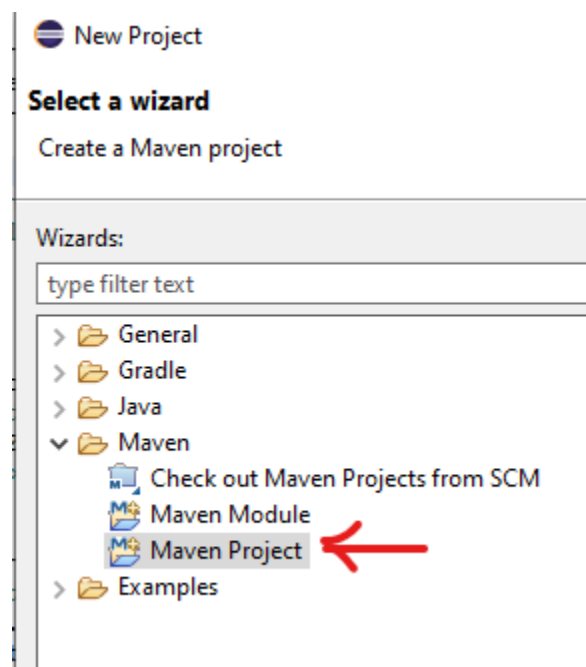 New Project
Select a wizard
Create a Maven project
Wizards:
type filter text
General
Gradle
Java
Maven
Check out Maven Projects from SCM
Maven Module
Maven Project
Examples